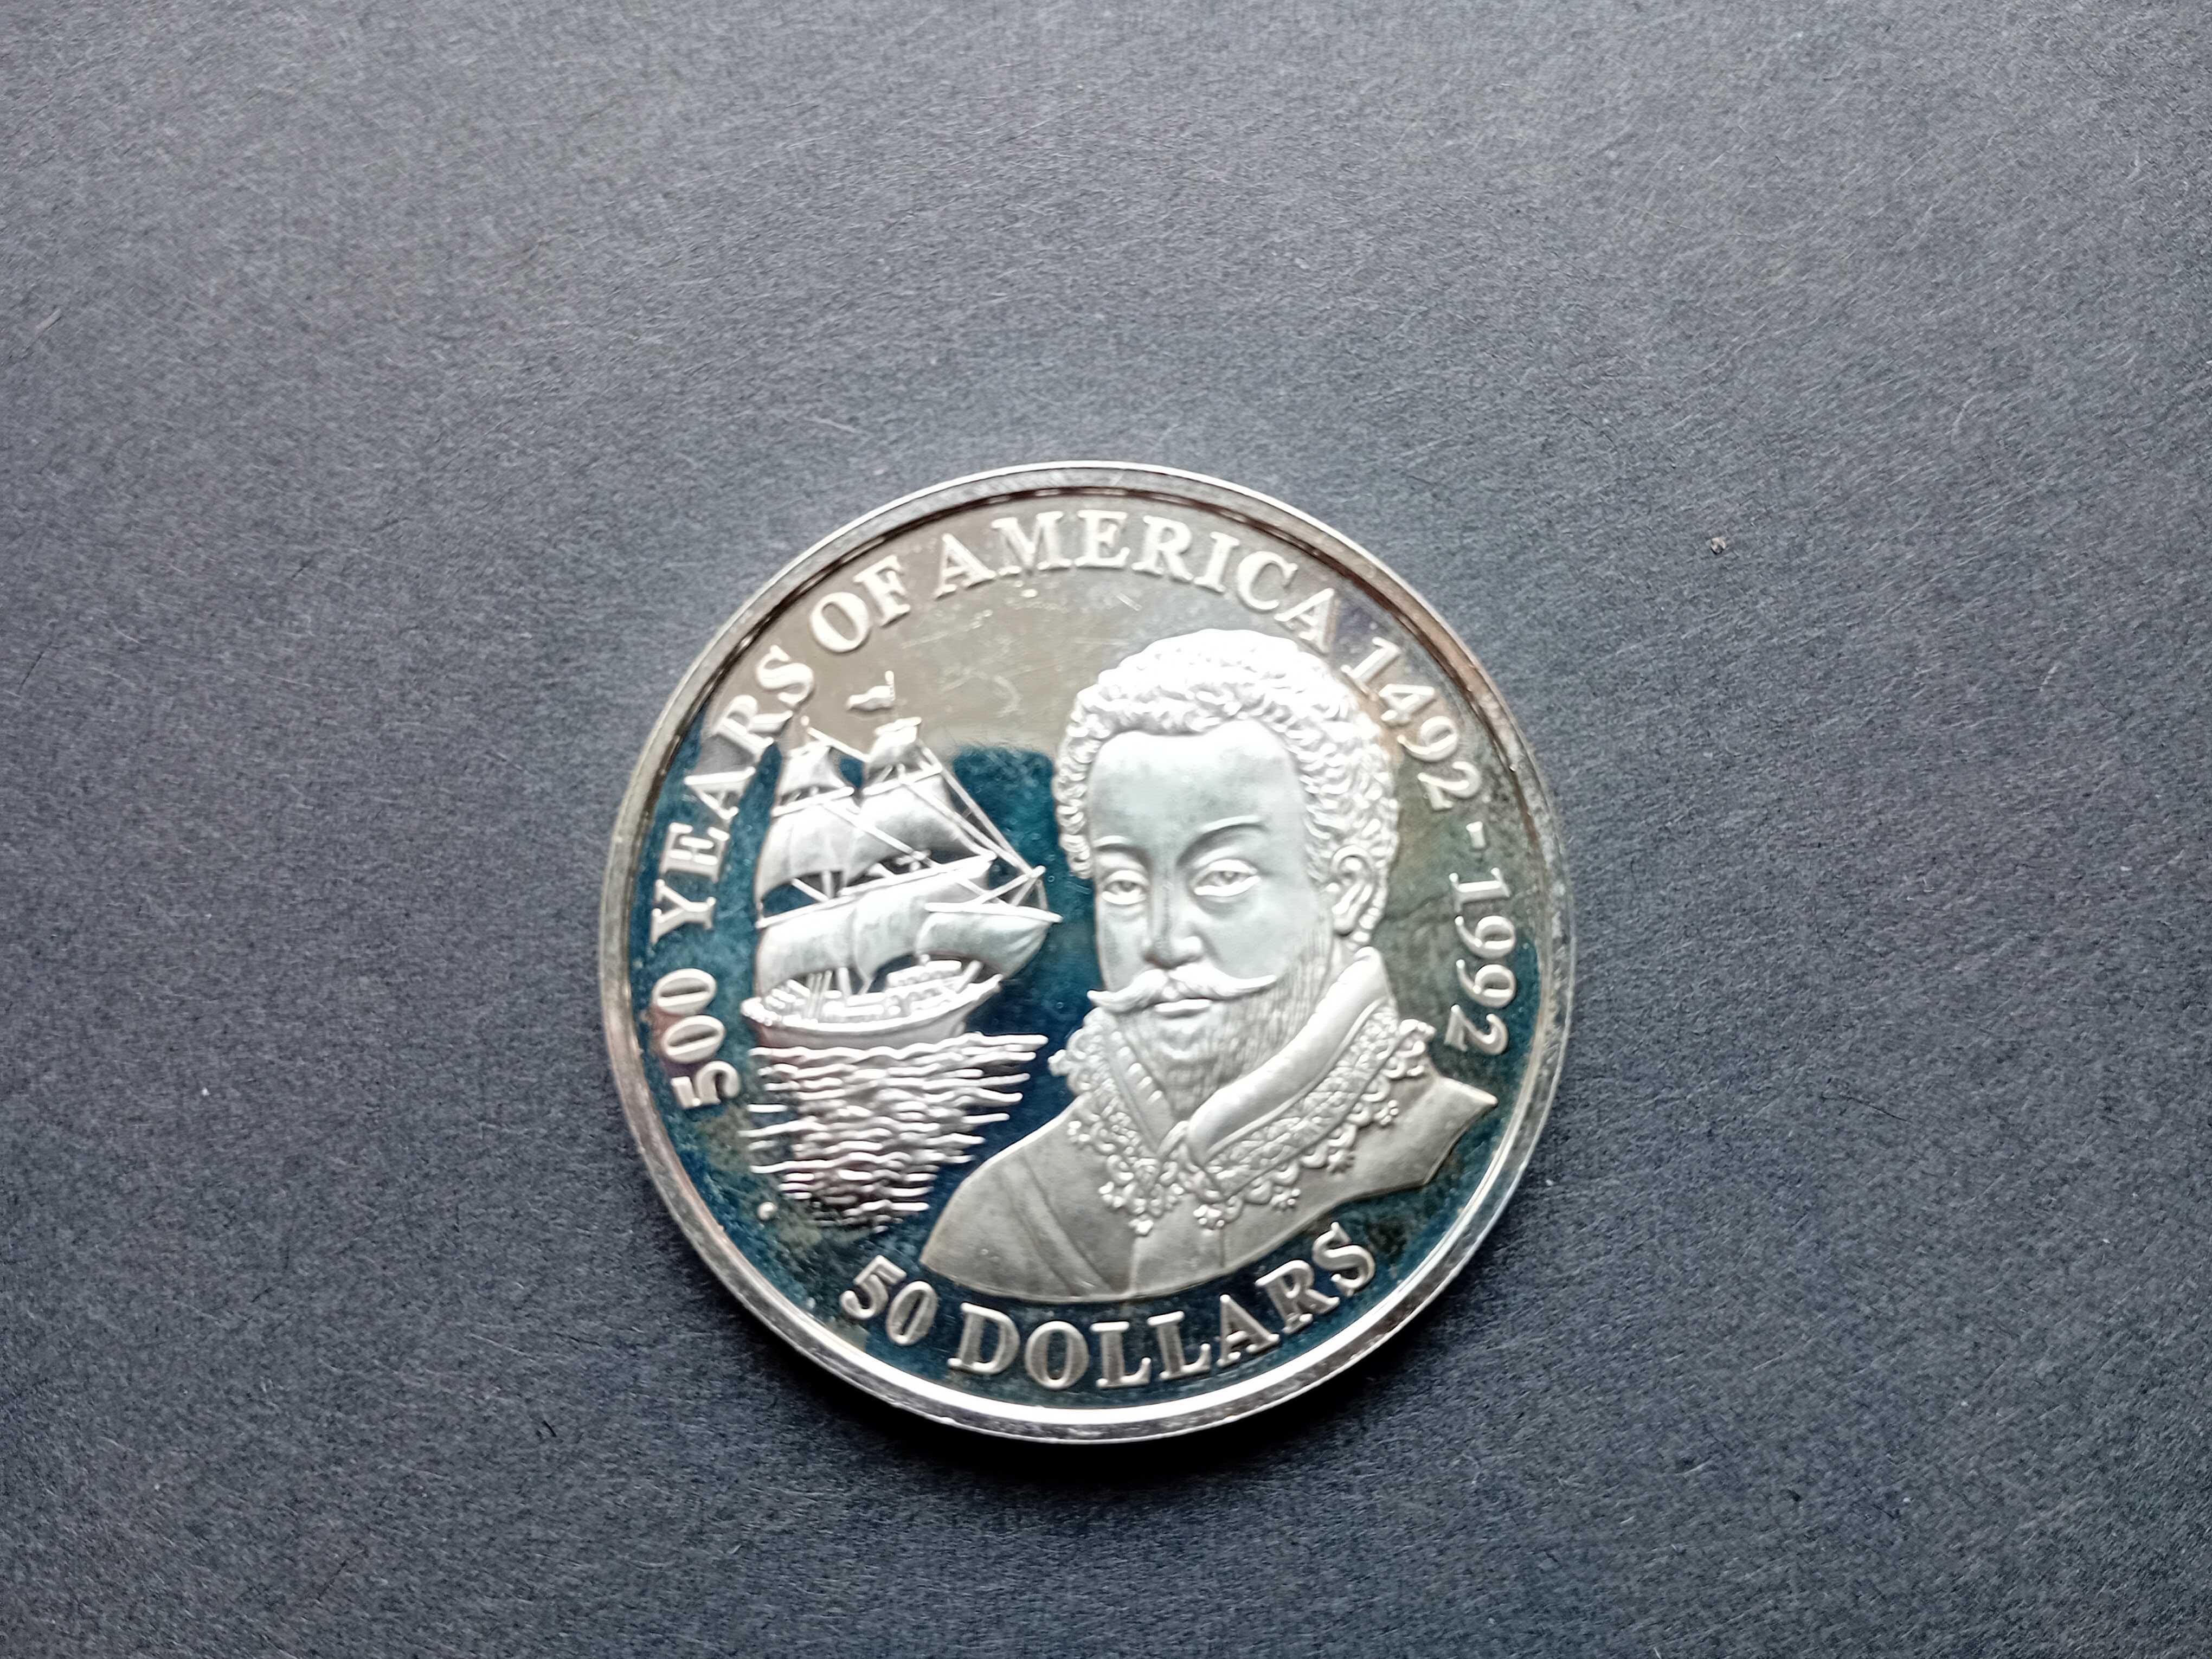 500 YEARS OF AMERICA 1492-1992
50 DOLLARS